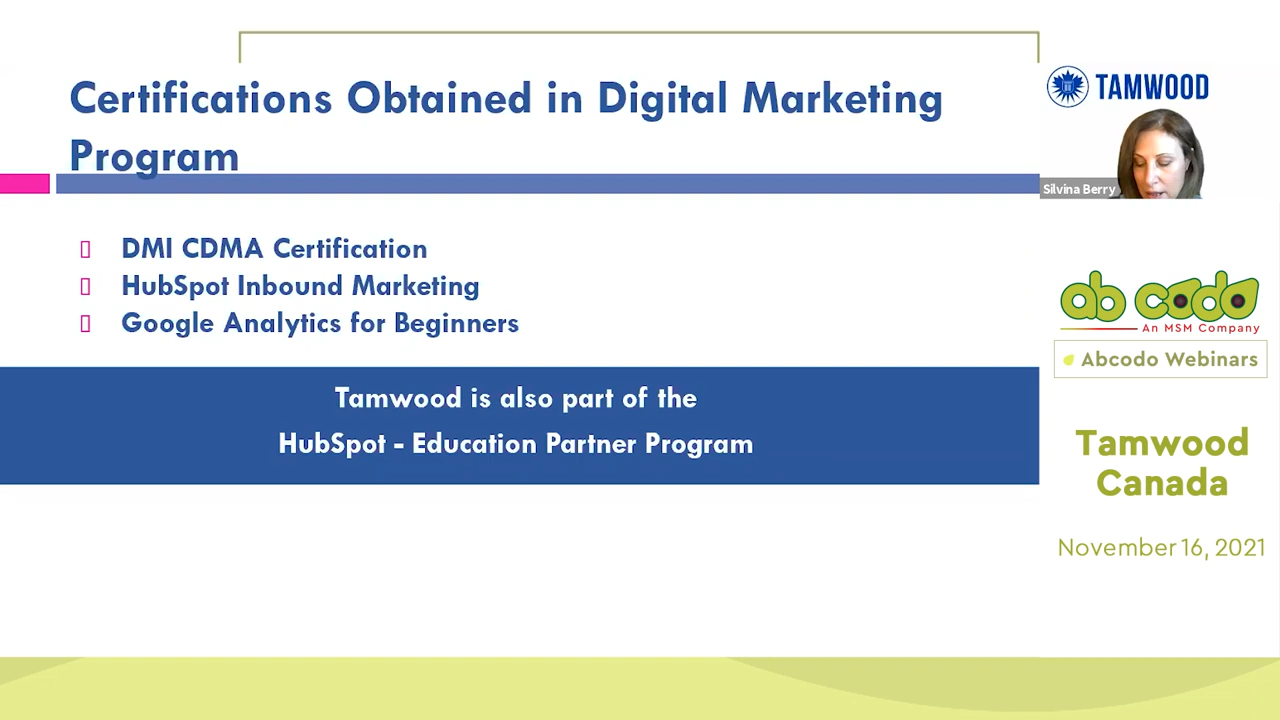 Certifications Obtained in Digital Marketing
Program
DMI CDMA Certification
HubSpot Inbound Marketing
Google Analytics for Beginners
Tamwood is also part of the
HubSpot - Education Partner Program
TAMWOOD
Silvina Berry
ab codo
An MSM Company
Abcodo Webinars
Tamwood
Canada
November 16, 2021